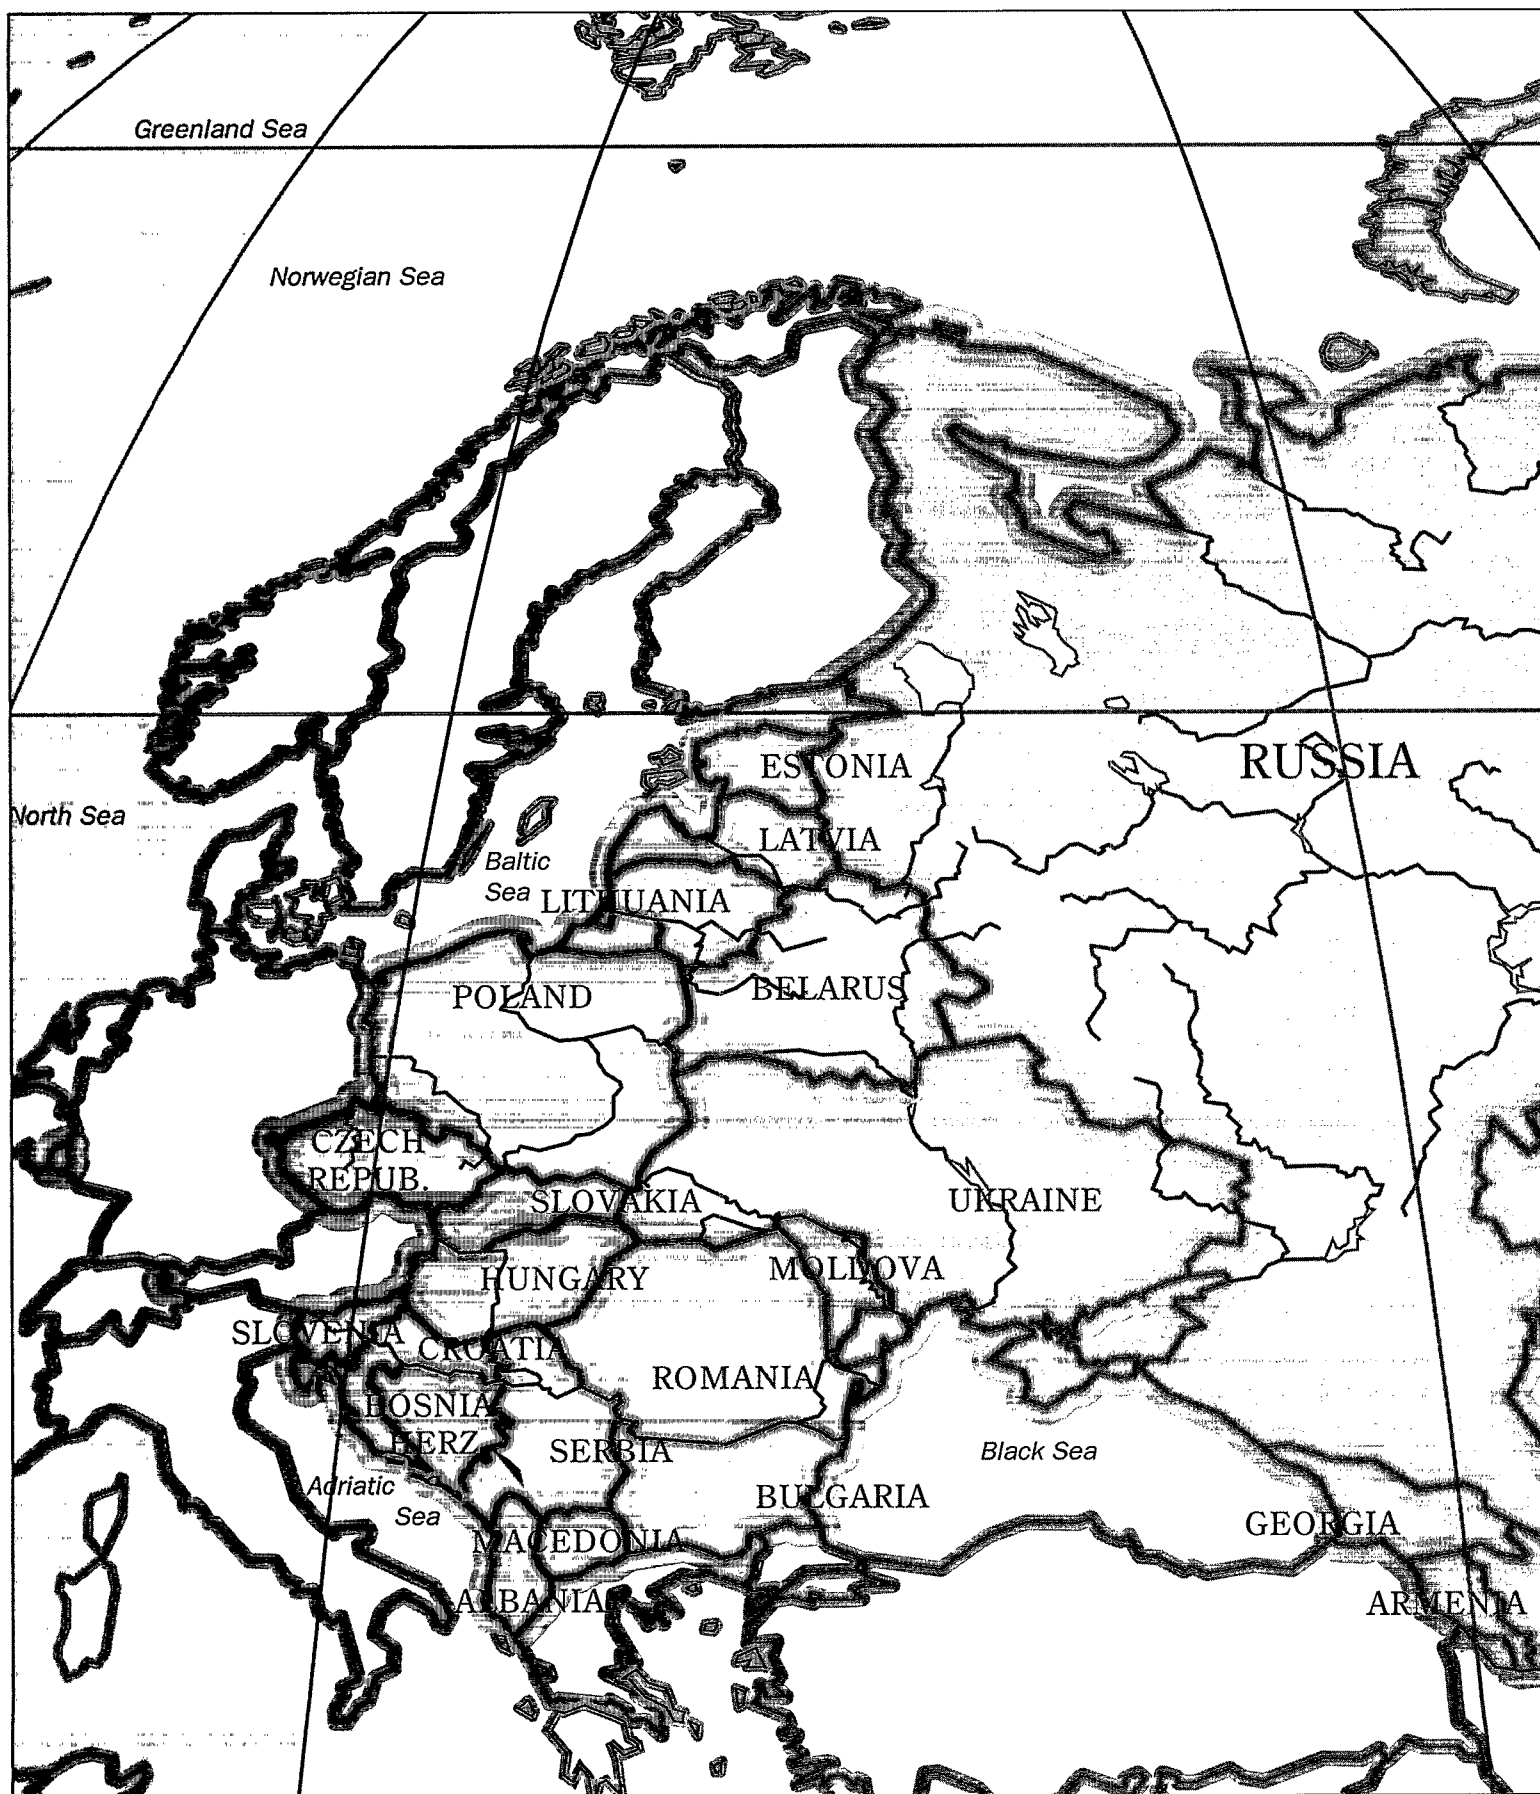 Greenland Sea
Norwegian Sea
ESTONIA
RUSSIA
North Sea
LATVIA
Baltic
Sea
LITHUANIA
POLAND
BELARUS
CZECH
REPUB.
SLOVAKIA
UKRAINE
HUNGARY
MOLDOVA
SLOVENIA
CROATIA
ROMANIA
BOSNIA
HERZ.
SERBIA
Black Sea
Adriatic
Sea
BULGARIA
GEORGIA
MACEDONIA
ALBANIA
ARMENIA